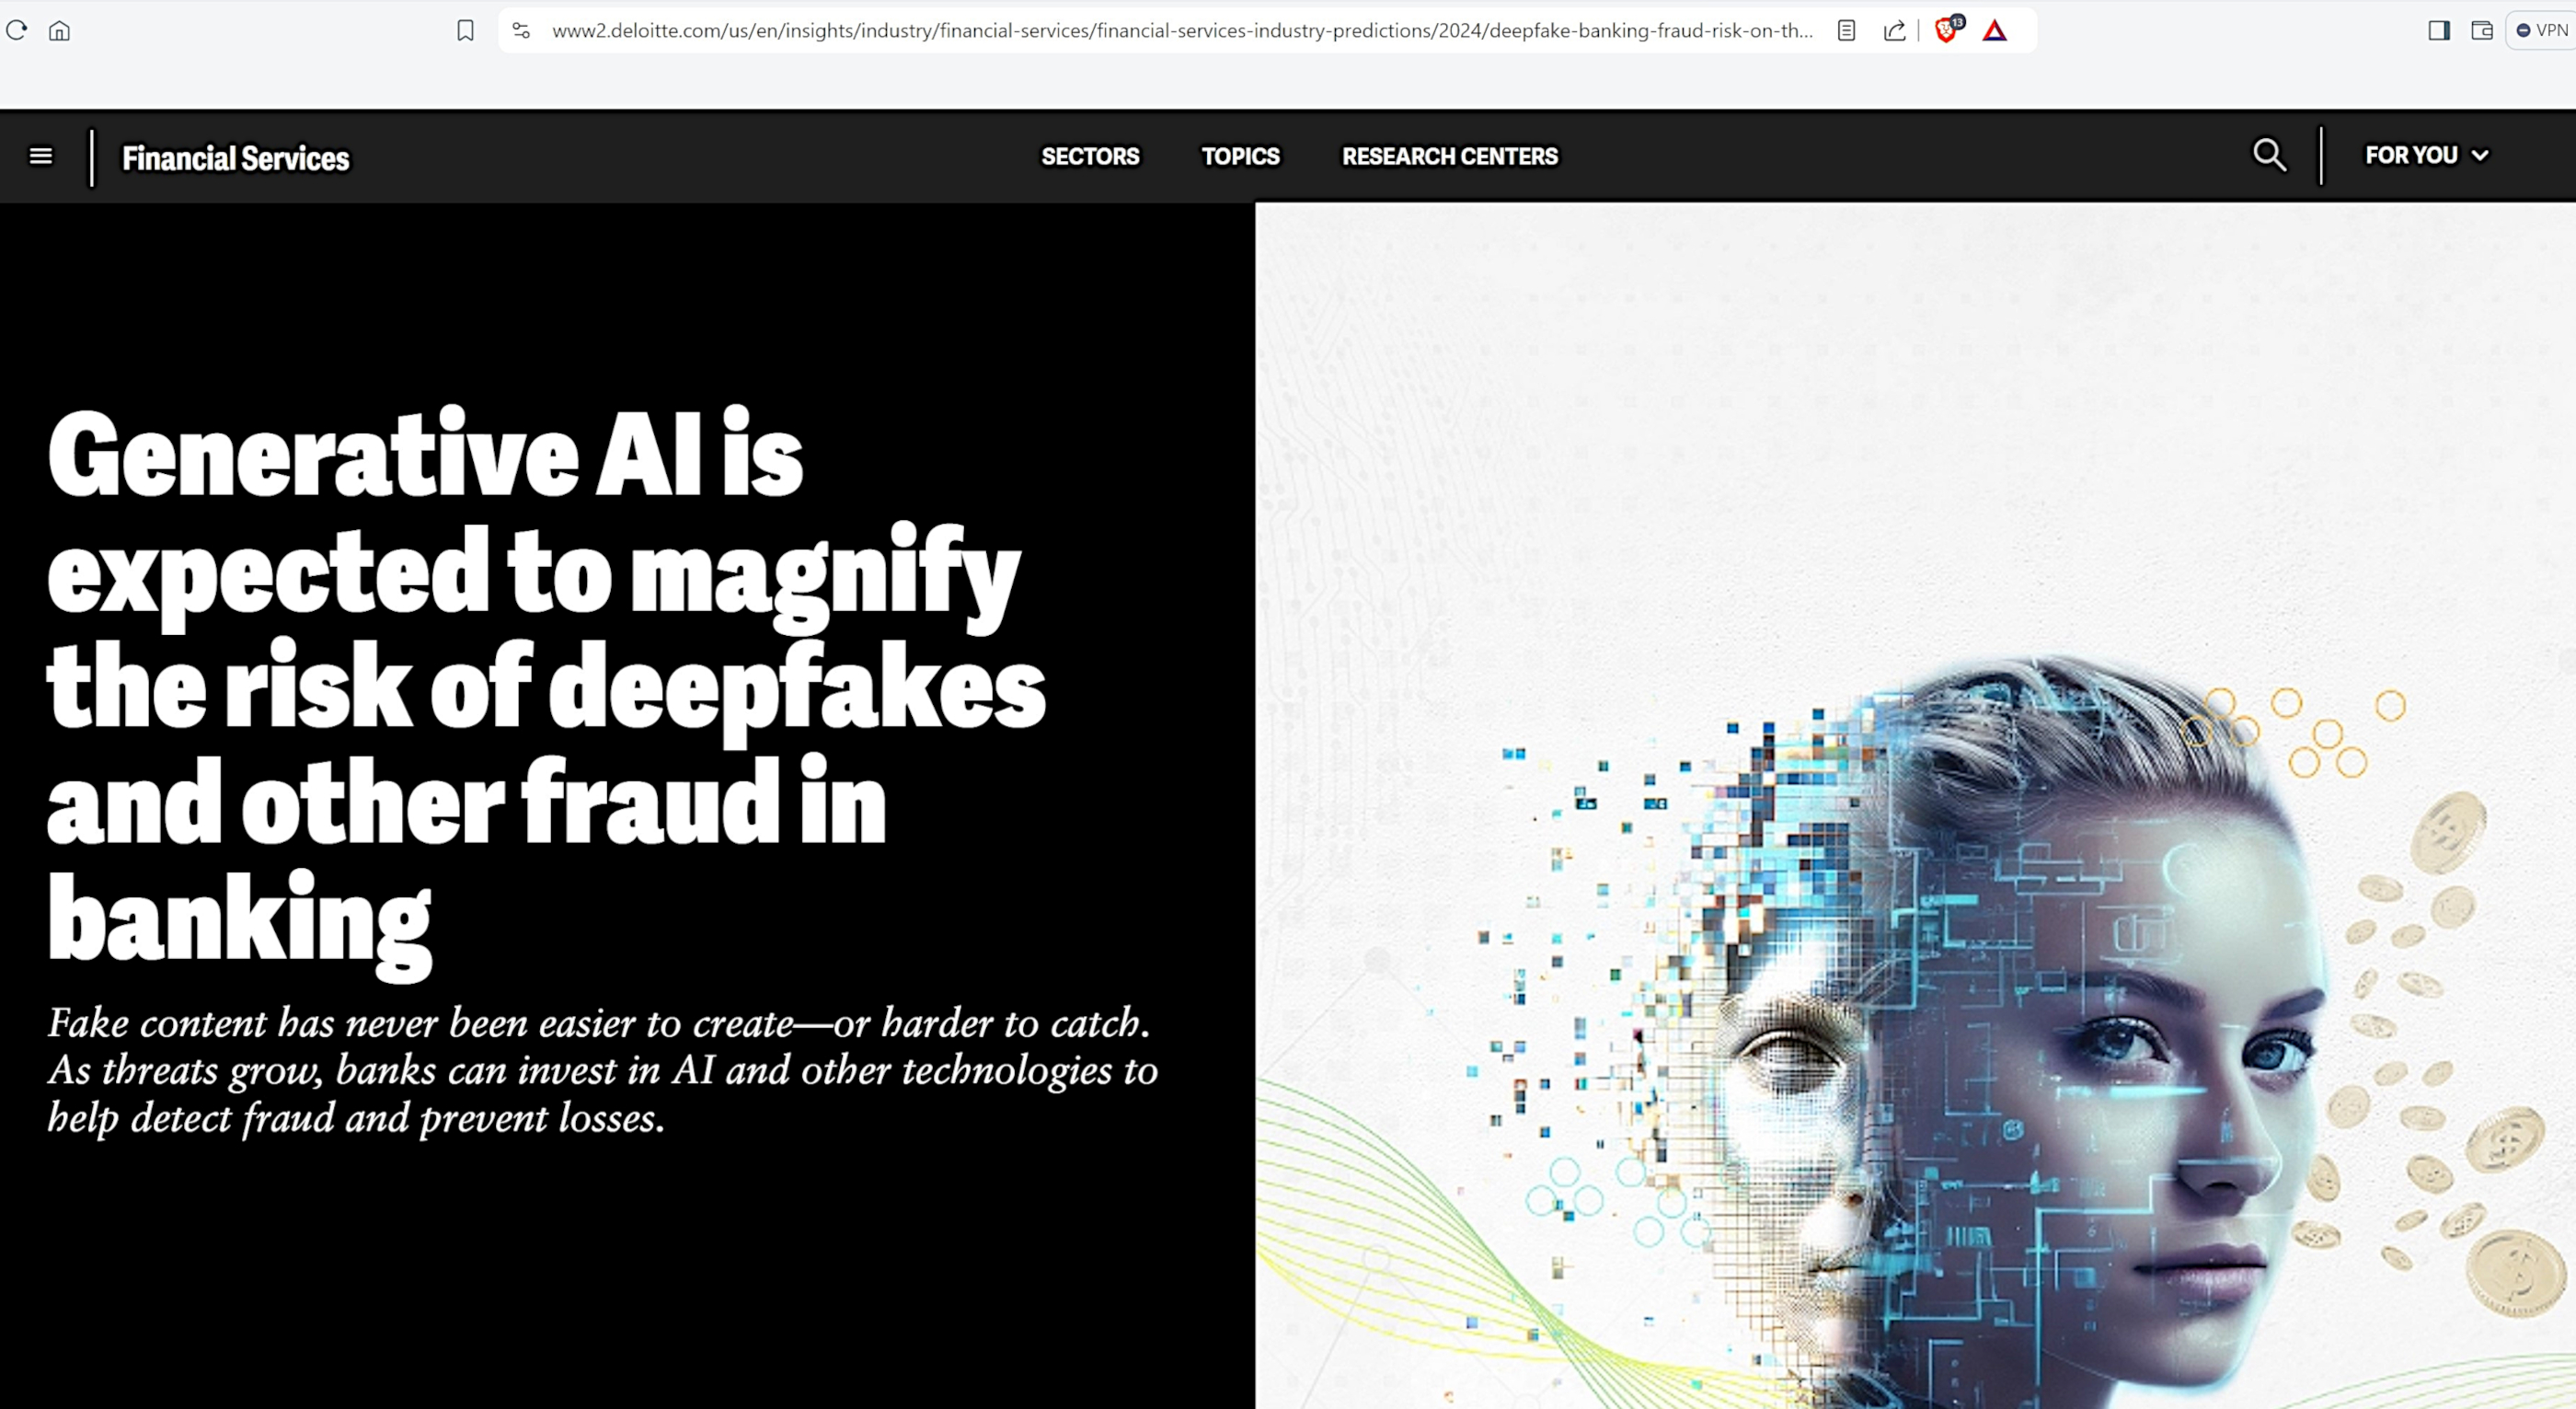 www2.deloitte.com/us/en/insights/industry/financial-services/financial-services-industry-predictions/2024/deepfake-banking-fraud-risk-on-th...
13
VPN
Financial Services
SECTORS
TOPICS
RESEARCH CENTERS
FOR YOU
Generative AI is
expected to magnify
the risk of deepfakes
and other fraud in
banking
Fake content has never been easier to create—or harder to catch.
As threats grow, banks can invest in AI and other technologies to
help detect fraud and prevent losses.